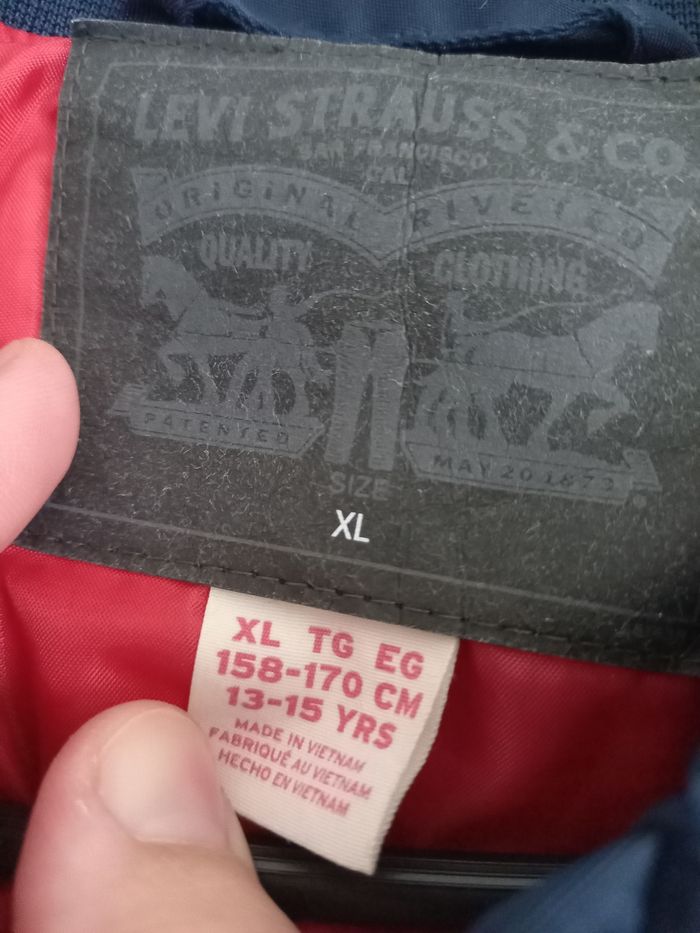 LEVI STRAUSS & CO
SAN FRANCISCO
CAL
ORIGINAL RIVETED
QUALITY CLOTHING
PATENTED MAY 20 1873
SIZE
XL
XL TG EG
158-170 CM
13-15 YRS
MADE IN VIETNAM
FABRIQUÉ AU VIETNAM
HECHO EN VIETNAM